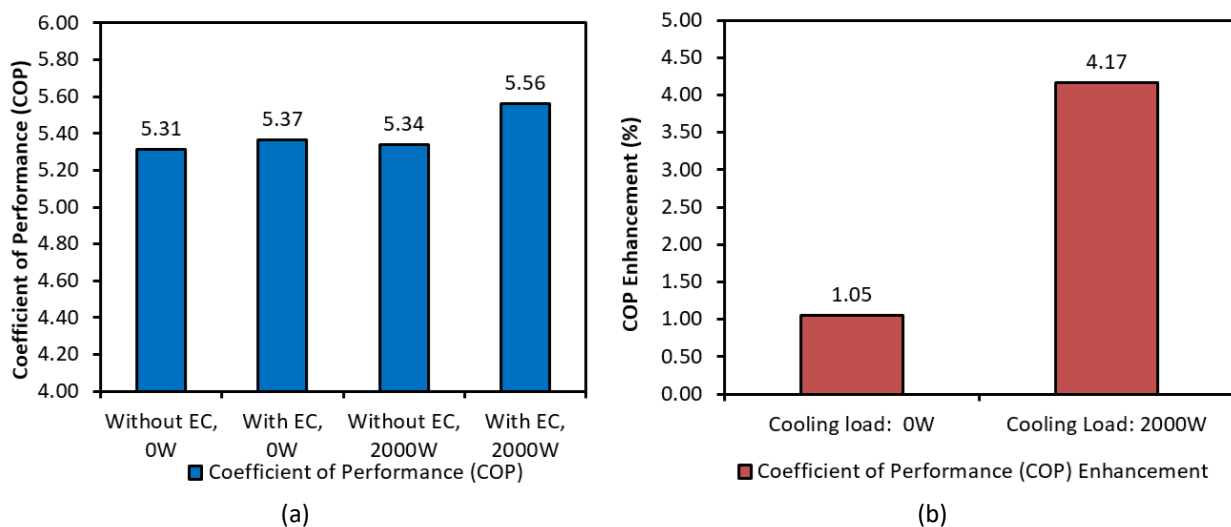 Coefficient of Performance (COP)
6.00
5.80
5.60
5.40
5.20
5.00
4.80
4.60
4.40
4.20
4.00
5.31
5.37
5.34
5.56
Without EC,
0W
With EC,
0W
Without EC,
2000W
With EC,
2000W
Coefficient of Performance (COP)
(a)
COP Enhancement (%)
5.00
4.50
4.00
3.50
3.00
2.50
2.00
1.50
1.00
0.50
0.00
1.05
4.17
Cooling load: 0W
Cooling Load: 2000W
Coefficient of Performance (COP) Enhancement
(b)